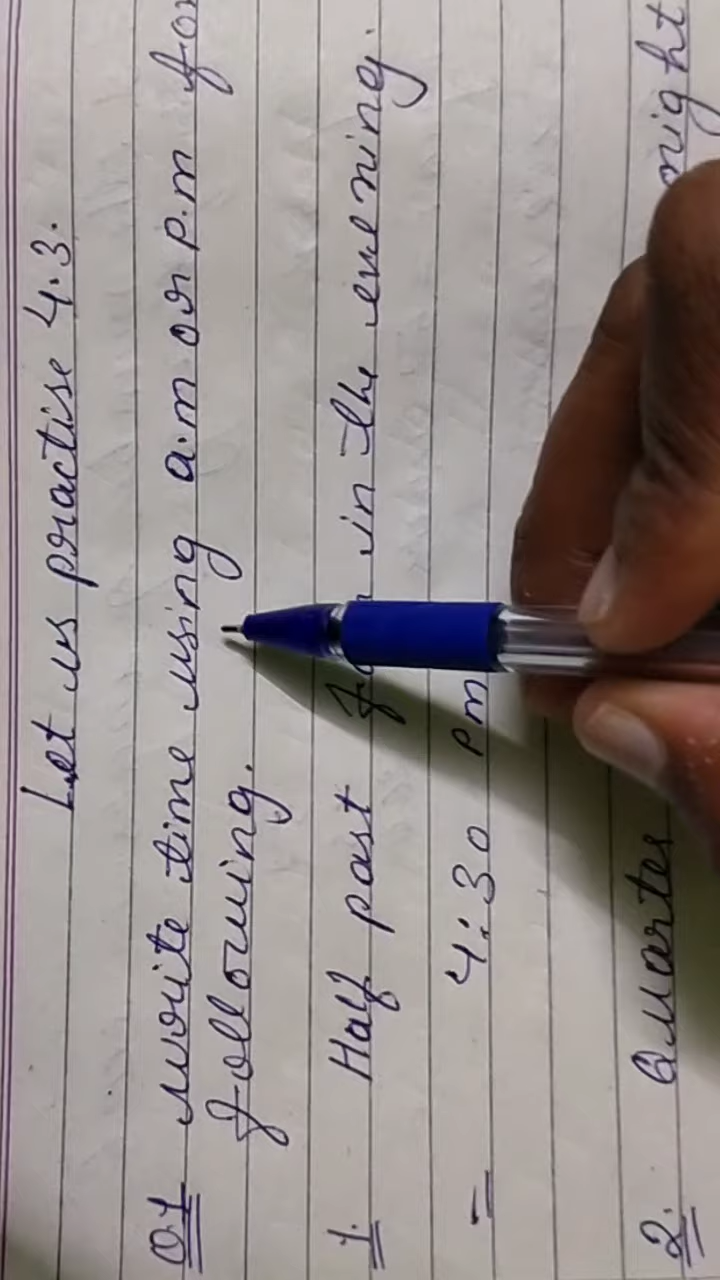 Let us practise 4.3.
Q.1 write time using a.m or p.m for
following.
1. Half past in the evening.
= 4:30 pm
2. Quarter night